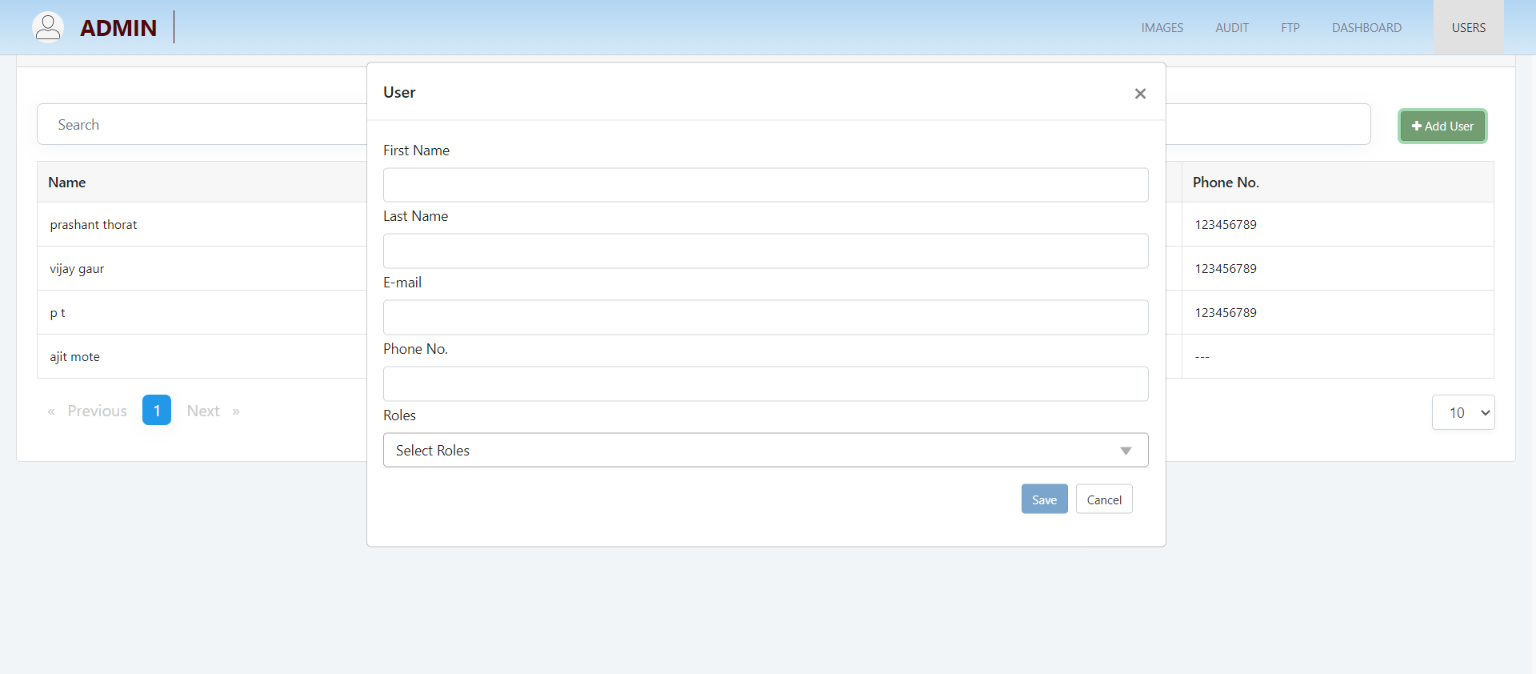 ADMIN
IMAGES AUDIT FTP DASHBOARD USERS
User ×
Search
Add User
First Name
Last Name
E-mail
Phone No.
Roles
Select Roles
Save Cancel
Name
Phone No.
prashant thorat
123456789
vijay gaur
123456789
p t
123456789
ajit mote
---
« Previous 1 Next »
10